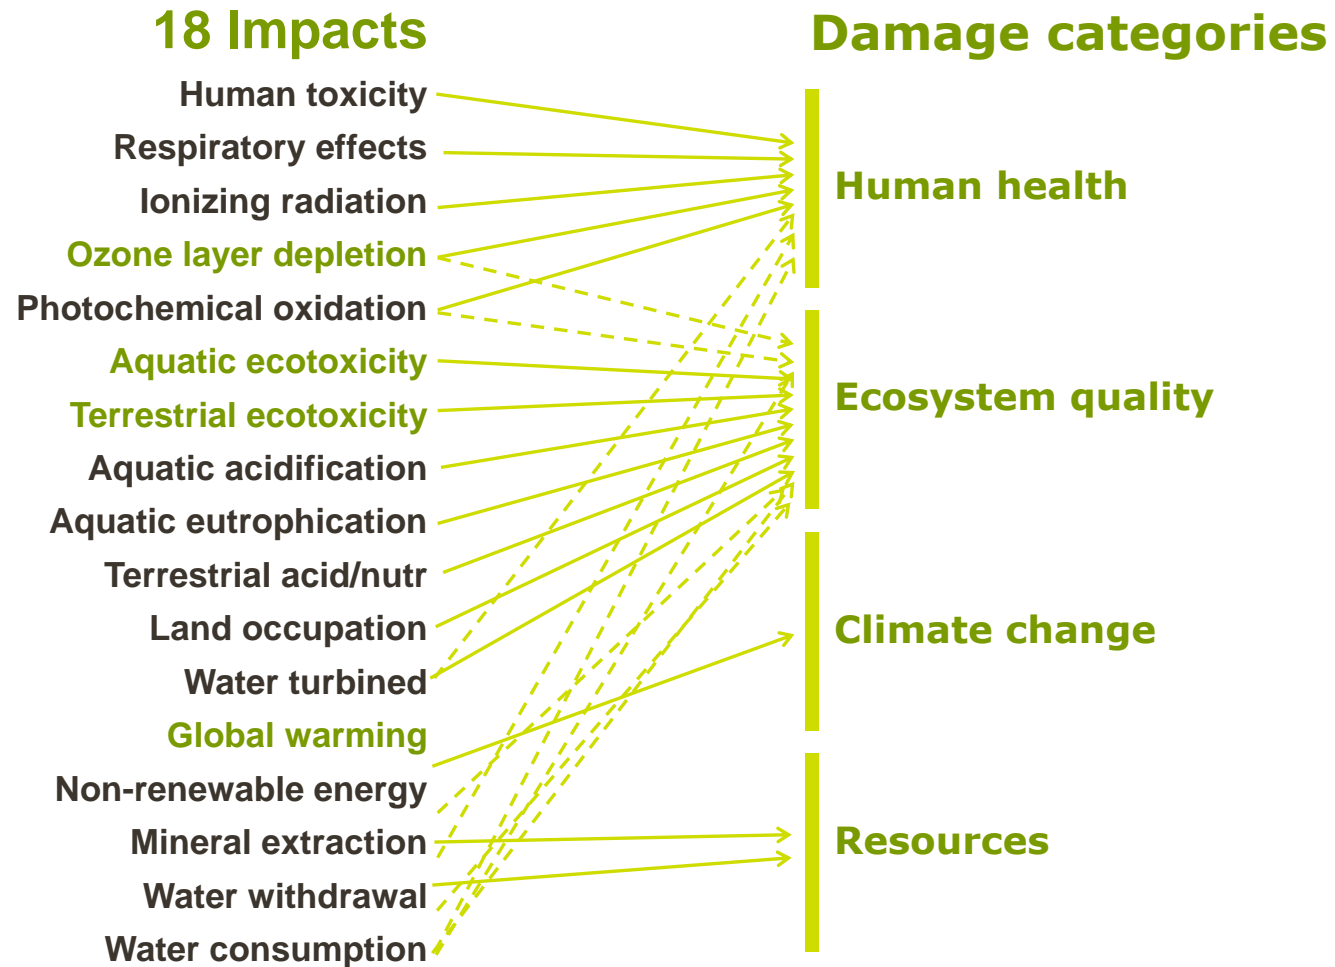 18 Impacts
Human toxicity
Respiratory effects
Ionizing radiation
Ozone layer depletion
Photochemical oxidation
Aquatic ecotoxicity
Terrestrial ecotoxicity
Aquatic acidification
Aquatic eutrophication
Terrestrial acid/nutr
Land occupation
Water turbined
Global warming
Non-renewable energy
Mineral extraction
Water withdrawal
Water consumption
Damage categories
Human health
Ecosystem quality
Climate change
Resources